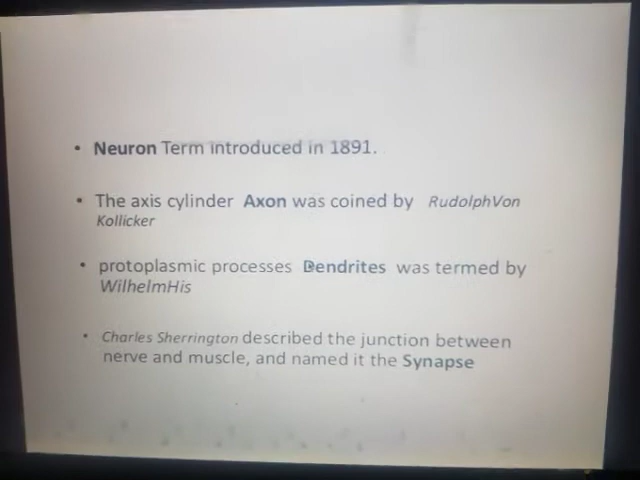 • Neuron Term introduced in 1891.
• The axis cylinder Axon was coined by RudolphVon
Kollicker
• protoplasmic processes Dendrites was termed by
WilhelmHis
• Charles Sherrington described the junction between
nerve and muscle, and named it the Synapse